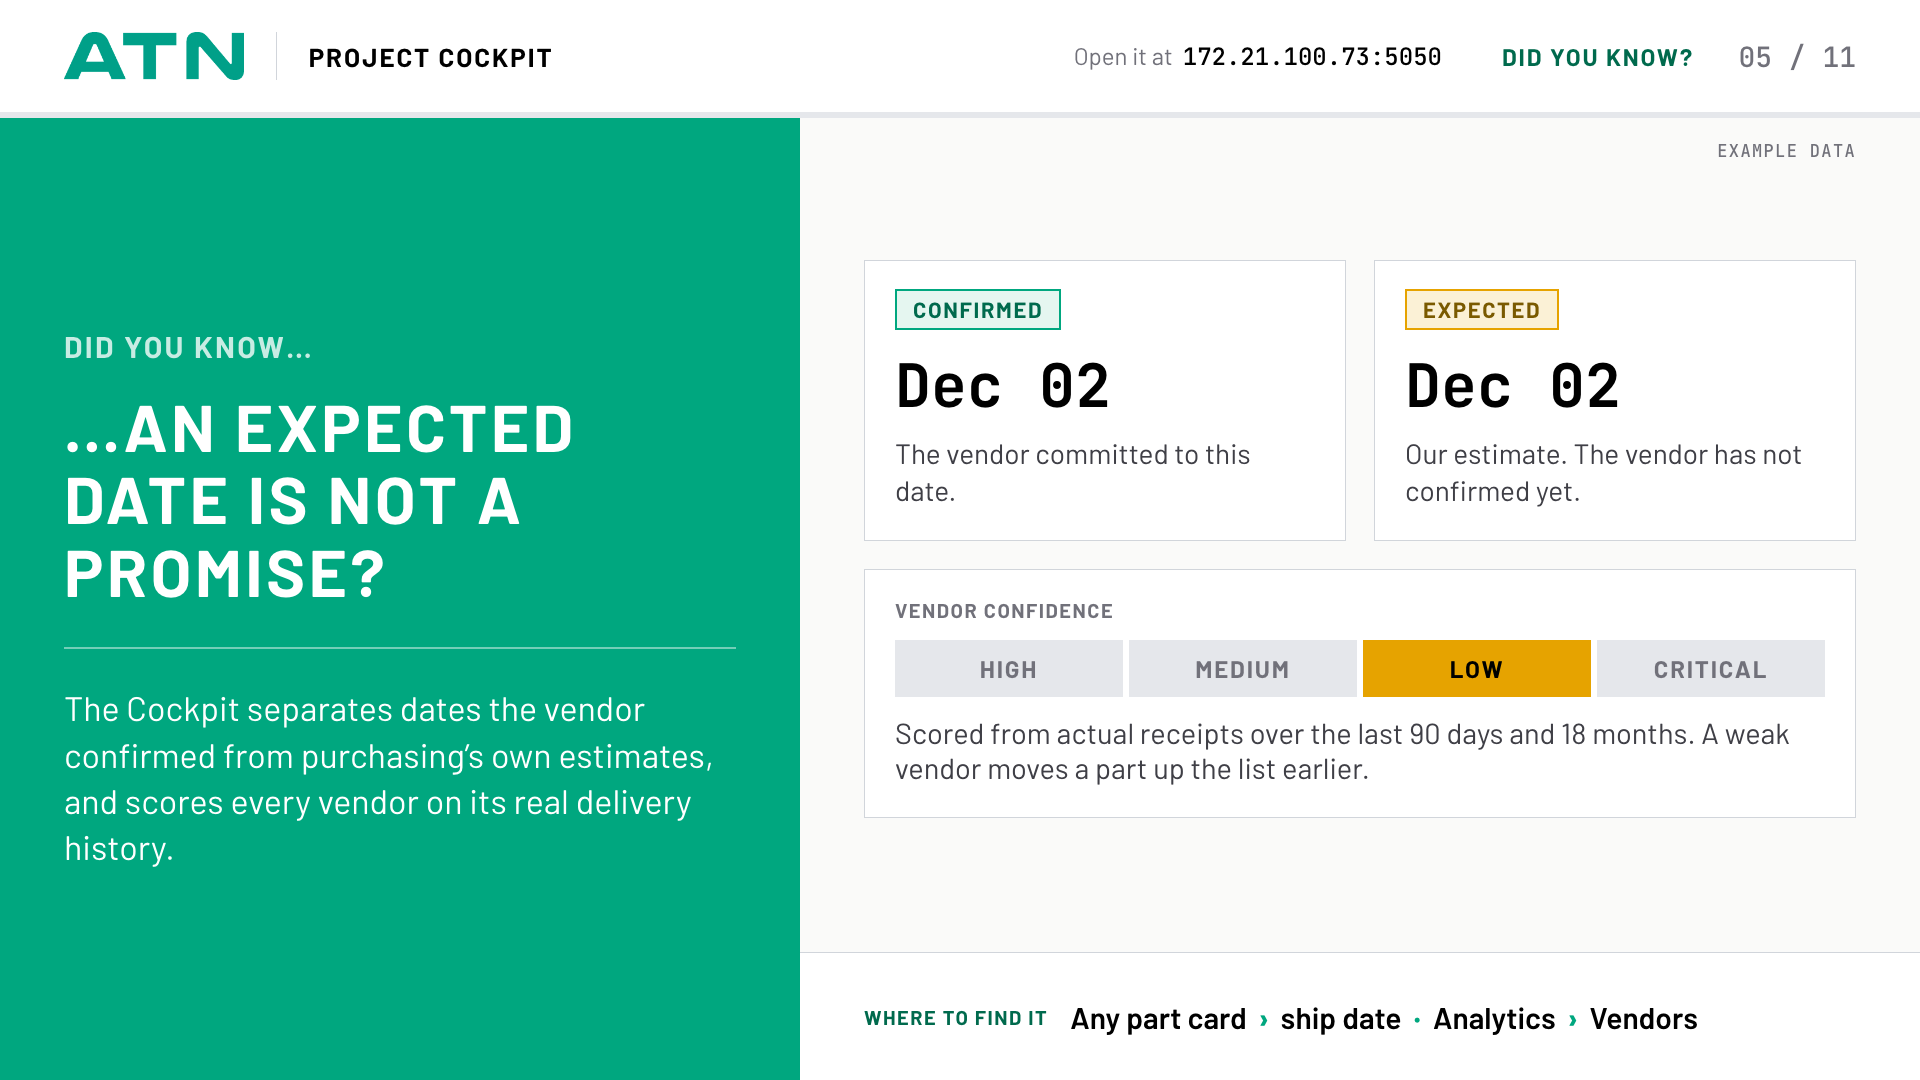 ATN
PROJECT COCKPIT
Open it at 172.21.100.73:5050
DID YOU KNOW?
05 / 11
DID YOU KNOW…
…AN EXPECTED
DATE IS NOT A
PROMISE?
The Cockpit separates dates the vendor
confirmed from purchasing’s own estimates,
and scores every vendor on its real delivery
history.
EXAMPLE DATA
CONFIRMED
Dec 02
The vendor committed to this
date.
EXPECTED
Dec 02
Our estimate. The vendor has not
confirmed yet.
VENDOR CONFIDENCE
HIGH
MEDIUM
LOW
CRITICAL
Scored from actual receipts over the last 90 days and 18 months. A weak
vendor moves a part up the list earlier.
WHERE TO FIND IT
Any part card › ship date · Analytics › Vendors